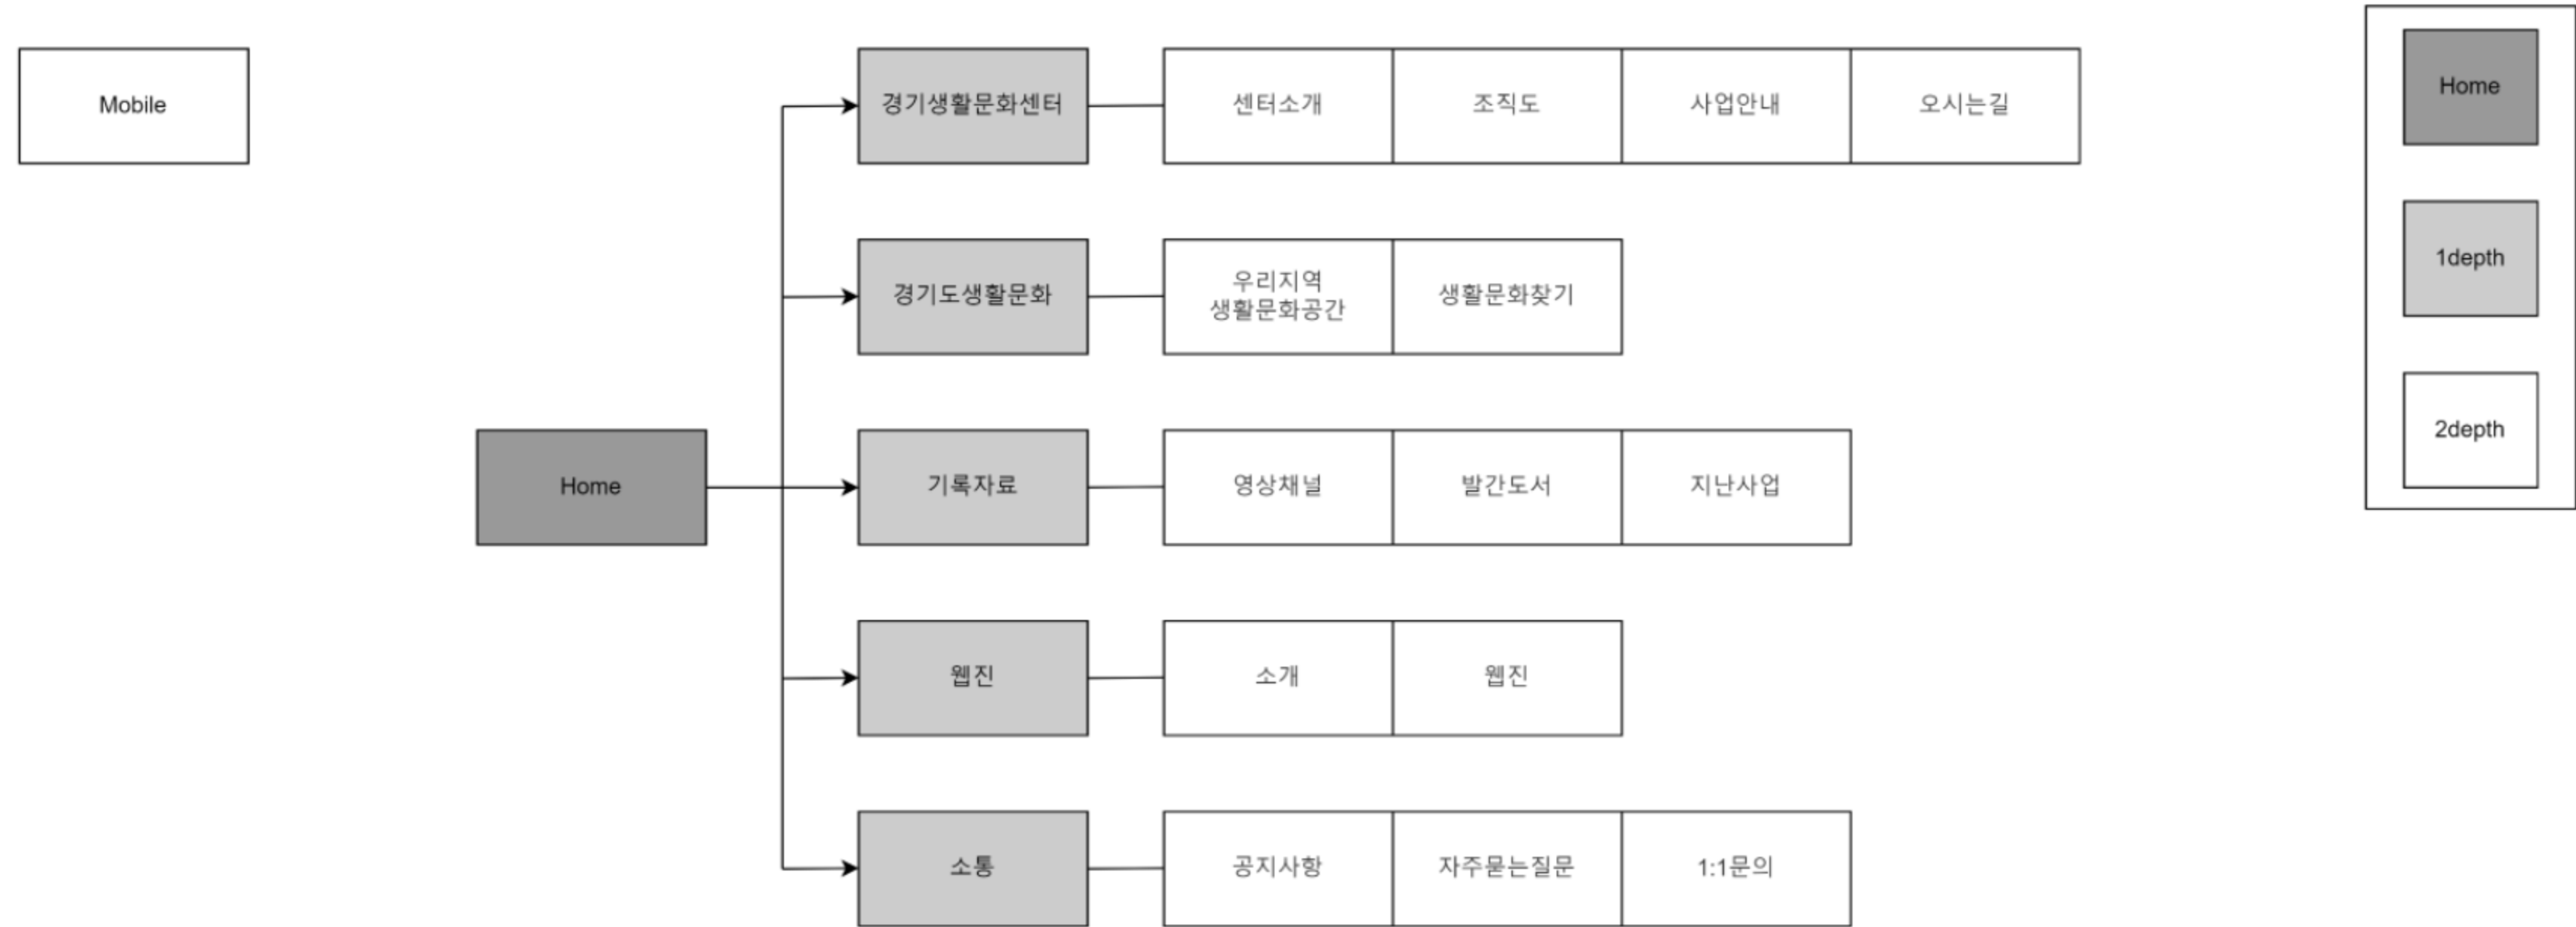 Mobile
경기생활문화센터
센터소개
조직도
사업안내
오시는길
경기도생활문화
우리지역
생활문화공간
생활문화찾기
Home
기록자료
영상채널
발간도서
지난사업
웹진
소개
웹진
소통
공지사항
자주묻는질문
1:1문의
Home
1depth
2depth